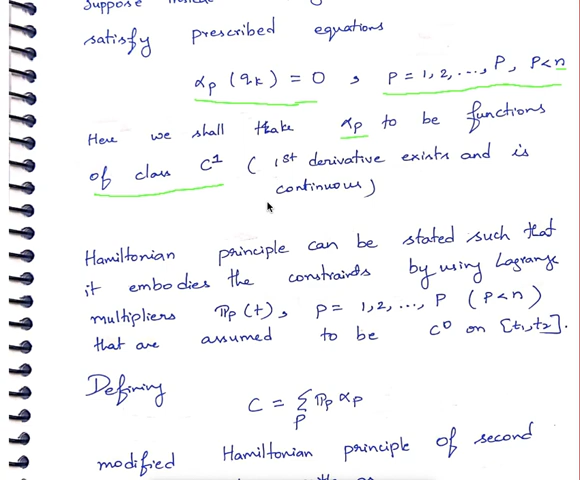 suppose
satisfy prescribed equations
αp (qk) = 0 , p = 1, 2, ..., P, P<n
Here we shall take αp to be functions
of class C¹ ( 1st derivative exists and is
continuous )
Hamiltonian principle can be stated such that
it embodies the constraints by using Lagrange
multipliers πp (t), p = 1, 2, ..., P (P<n)
that are assumed to be C⁰ on [t₁, t₂].
Defining
C = Σp πp αp
modified Hamiltonian principle of second